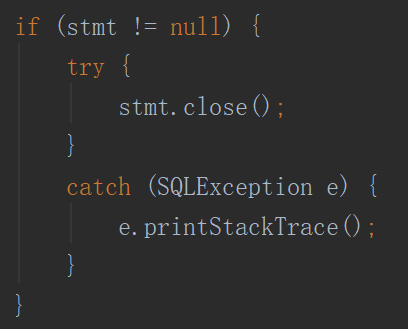 if (stmt != null) {
    try {
        stmt.close();
    }
    catch (SQLException e) {
        e.printStackTrace();
    }
}